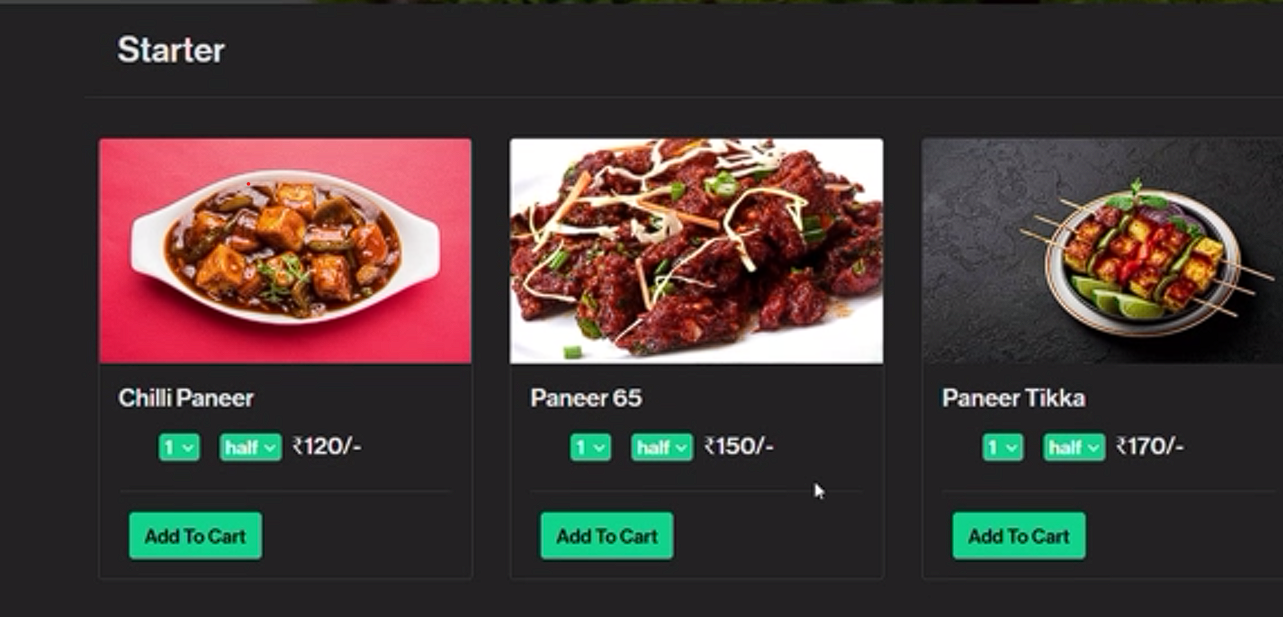 Starter
Chilli Paneer
1 half ₹120/-
Add To Cart
Paneer 65
1 half ₹150/-
Add To Cart
Paneer Tikka
1 half ₹170/-
Add To Cart